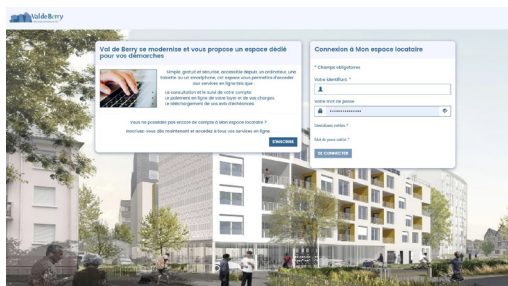 Val de Berry
Val de Berry se modernise et vous propose un espace dédié
pour vos démarches
Simple, gratuit et sécurisé, accessible depuis un ordinateur, une
tablette ou un smartphone, cet espace vous permettra d'accéder
aux services en ligne tels que :
La consultation et le suivi de votre compte
Le paiement en ligne de votre loyer et de vos charges
Le téléchargement de vos avis d'échéances
Vous ne possédez pas encore de compte à Mon espace locataire ?
Inscrivez-vous dès maintenant et accédez à tous vos services en ligne
S'INSCRIRE
Connexion à Mon espace locataire
* Champs obligatoires
Votre identifiant *
Votre mot de passe
Identifiant oublié ?
Mot de passe oublié ?
SE CONNECTER